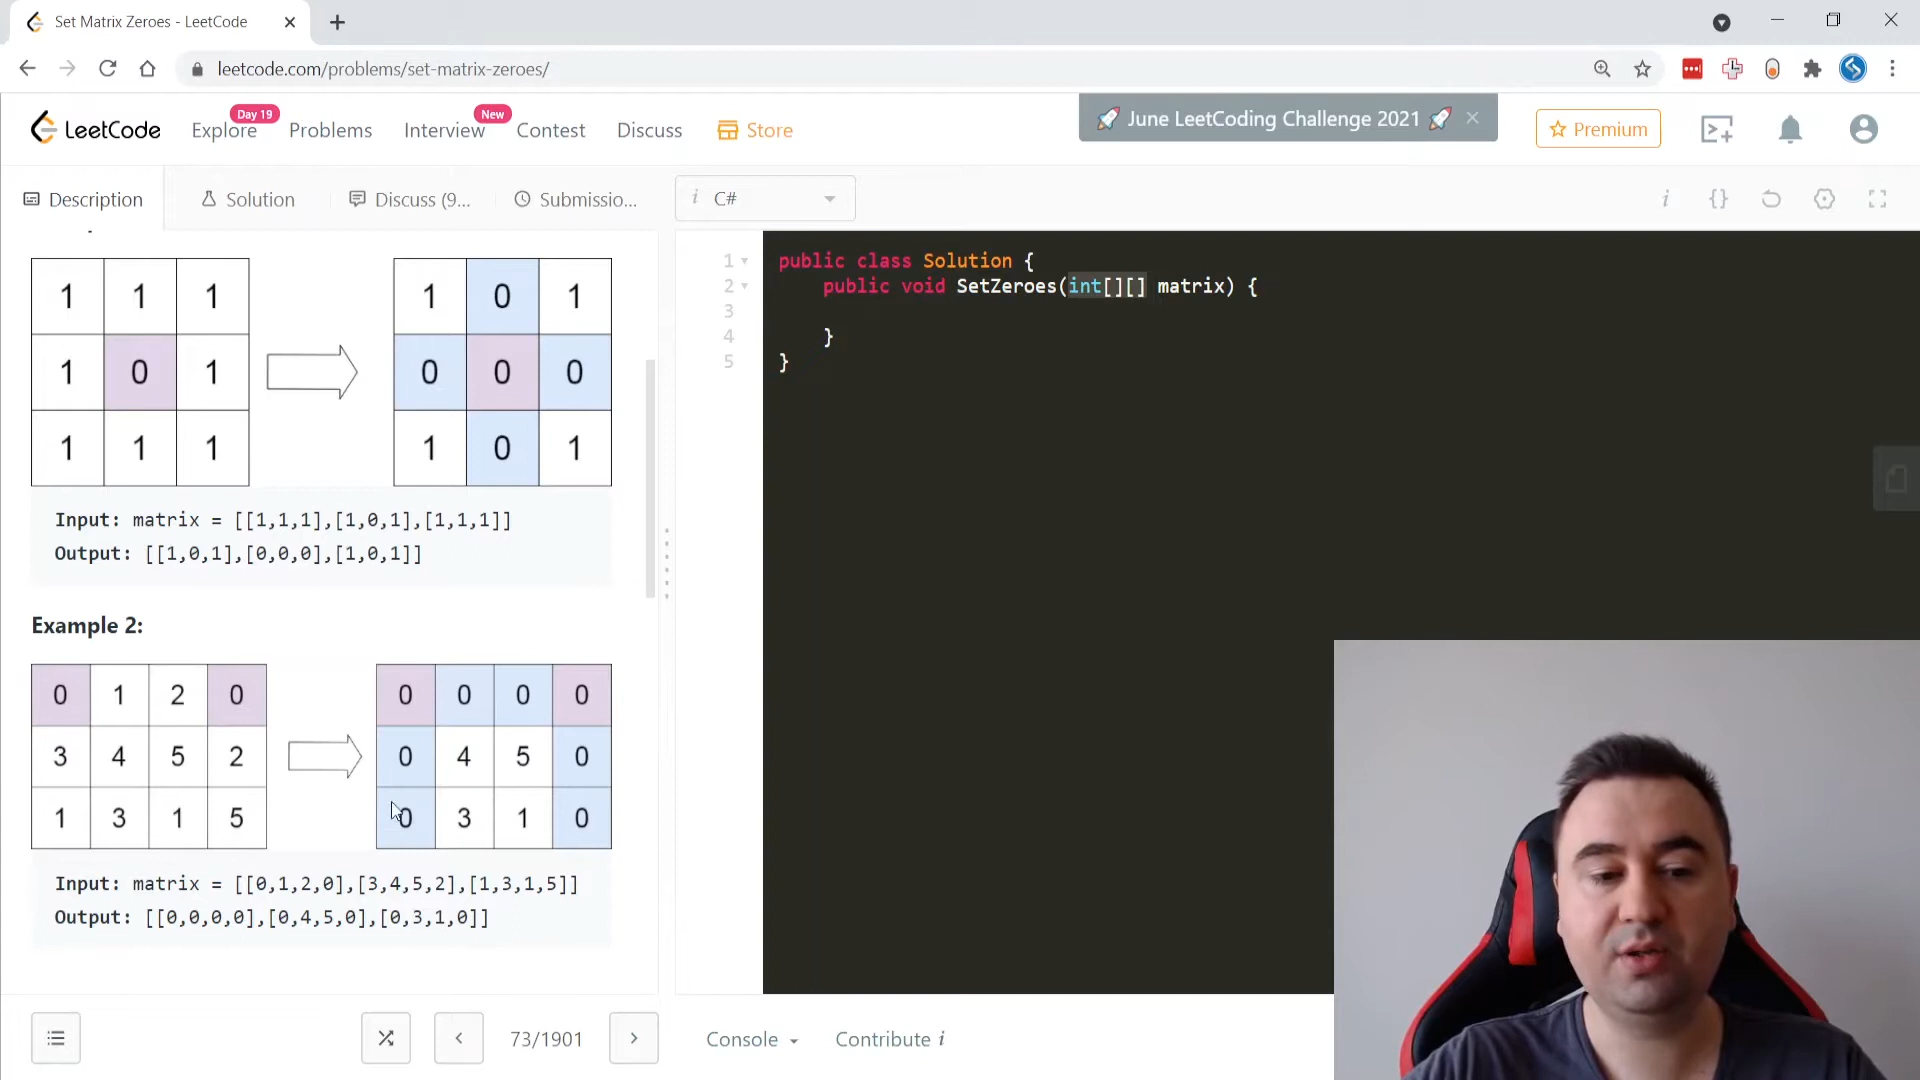 Set Matrix Zeroes - LeetCode
leetcode.com/problems/set-matrix-zeroes/
LeetCode
Explore
Day 19
Problems
Interview
New
Contest
Discuss
Store
June LeetCoding Challenge 2021
Premium
Description
Solution
Discuss (9...
Submissio...
i C#
1 1 1 1 0 1
1 0 1 0 0 0
1 1 1 1 0 1
Input: matrix = [[1,1,1],[1,0,1],[1,1,1]]
Output: [[1,0,1],[0,0,0],[1,0,1]]
Example 2:
0 1 2 0 0 0 0 0
3 4 5 2 0 4 5 0
1 3 1 5 0 3 1 0
Input: matrix = [[0,1,2,0],[3,4,5,2],[1,3,1,5]]
Output: [[0,0,0,0],[0,4,5,0],[0,3,1,0]]
73/1901
1 public class Solution {
2 public void SetZeroes(int[][] matrix) {
3
4 }
5 }
Console
Contribute i